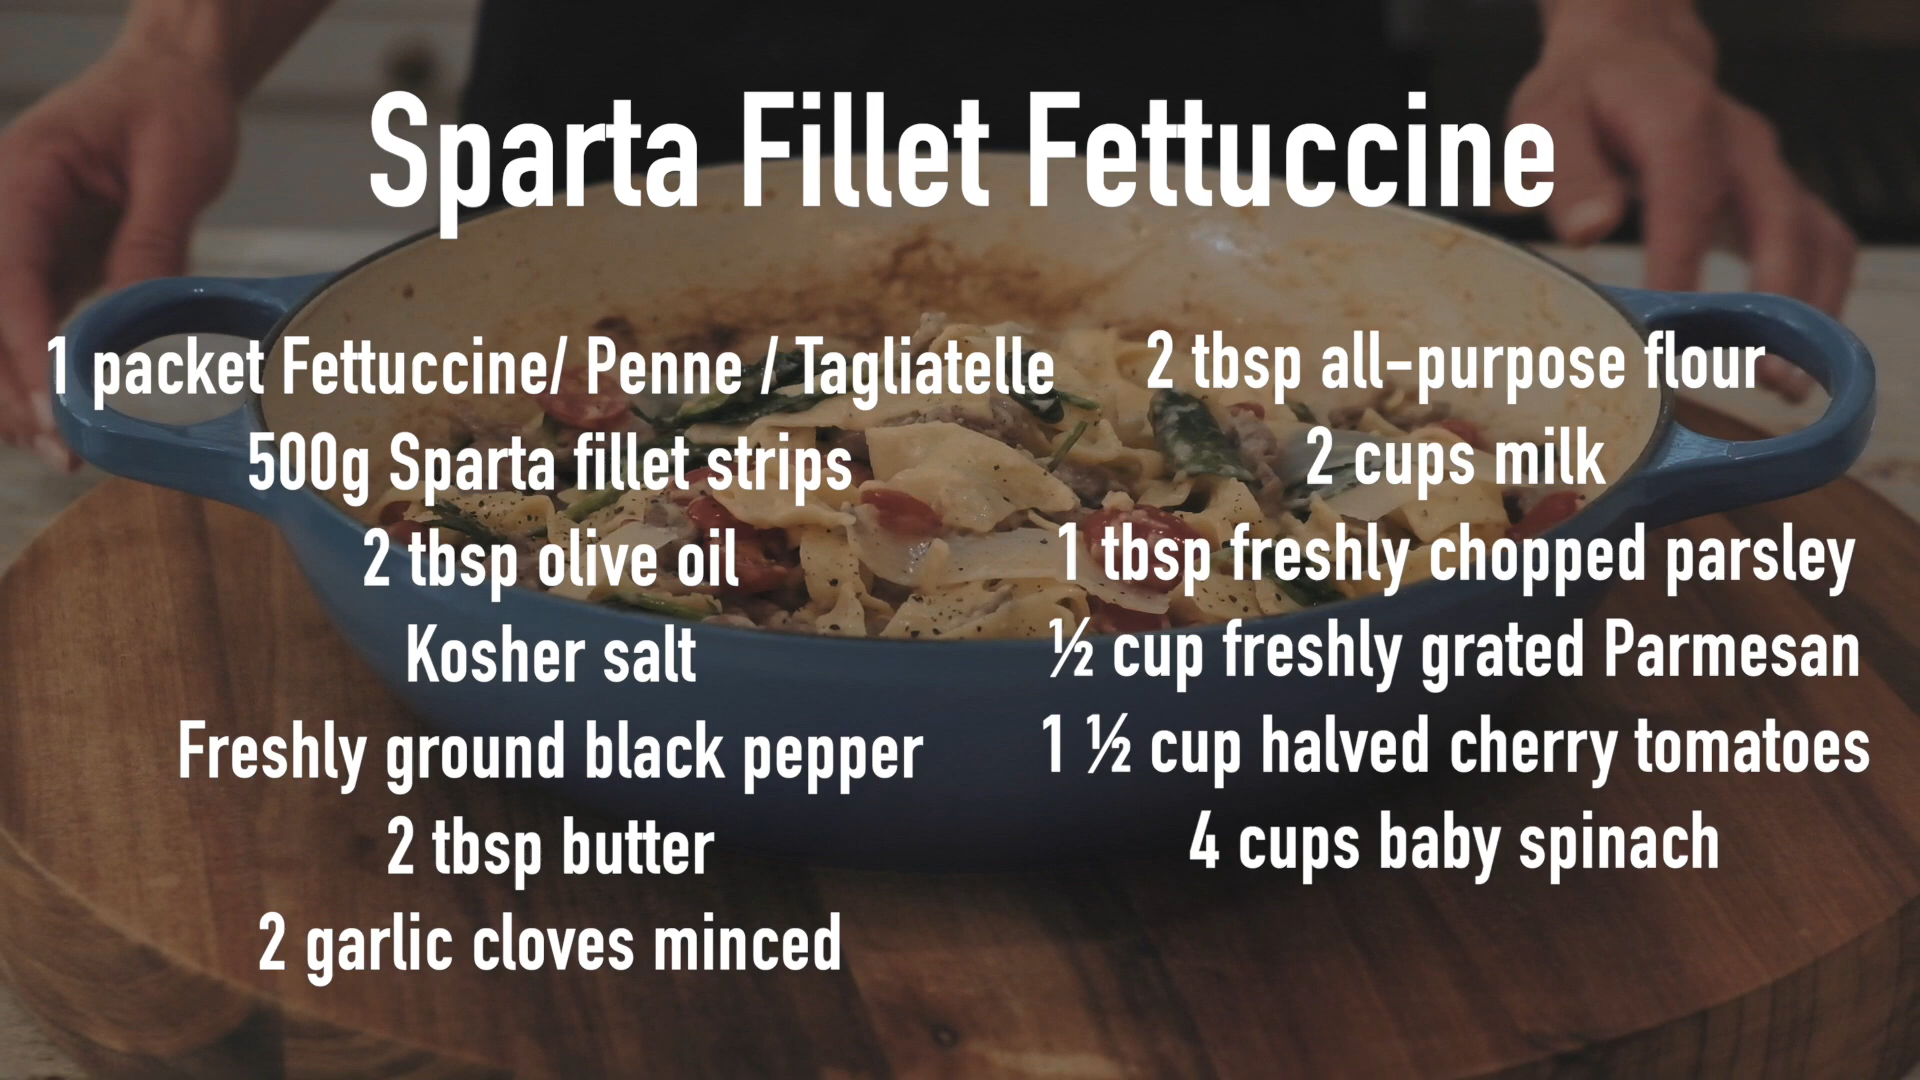 Sparta Fillet Fettuccine
1 packet Fettuccine/ Penne / Tagliatelle
500g Sparta fillet strips
2 tbsp olive oil
Kosher salt
Freshly ground black pepper
2 tbsp butter
2 garlic cloves minced
2 tbsp all-purpose flour
2 cups milk
1 tbsp freshly chopped parsley
½ cup freshly grated Parmesan
1 ½ cup halved cherry tomatoes
4 cups baby spinach